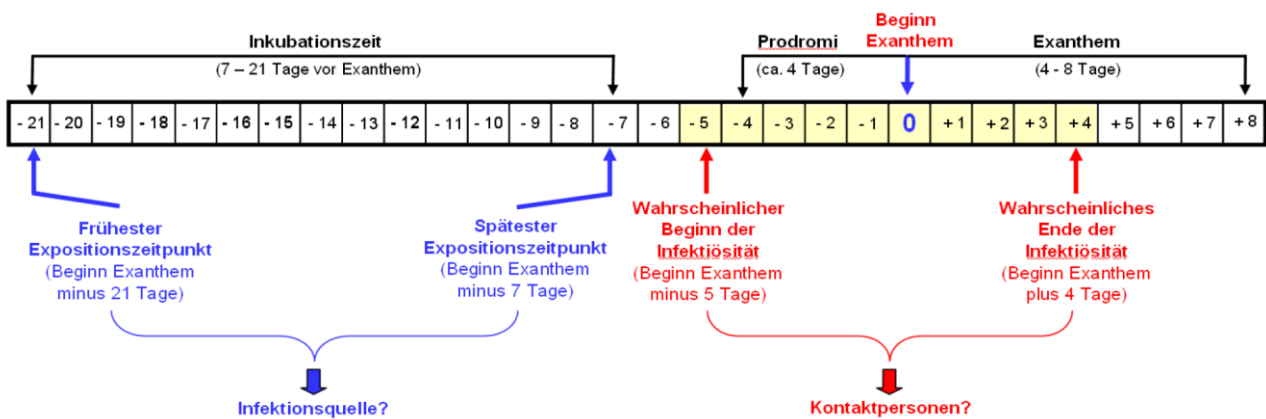 Inkubationszeit
(7 – 21 Tage vor Exanthem)
Prodromi
(ca. 4 Tage)
Beginn
Exanthem
Exanthem
(4 - 8 Tage)
- 21 - 20 - 19 - 18 - 17 - 16 - 15 - 14 - 13 - 12 - 11 - 10 - 9 - 8 - 7 - 6 - 5 - 4 - 3 - 2 - 1 0 + 1 + 2 + 3 + 4 + 5 + 6 + 7 + 8
Frühester
Expositionszeitpunkt
(Beginn Exanthem
minus 21 Tage)
Spätester
Expositionszeitpunkt
(Beginn Exanthem
minus 7 Tage)
Wahrscheinlicher
Beginn der
Infektiösität
(Beginn Exanthem
minus 5 Tage)
Wahrscheinliches
Ende der
Infektiösität
(Beginn Exanthem
plus 4 Tage)
Infektionsquelle?
Kontaktpersonen?